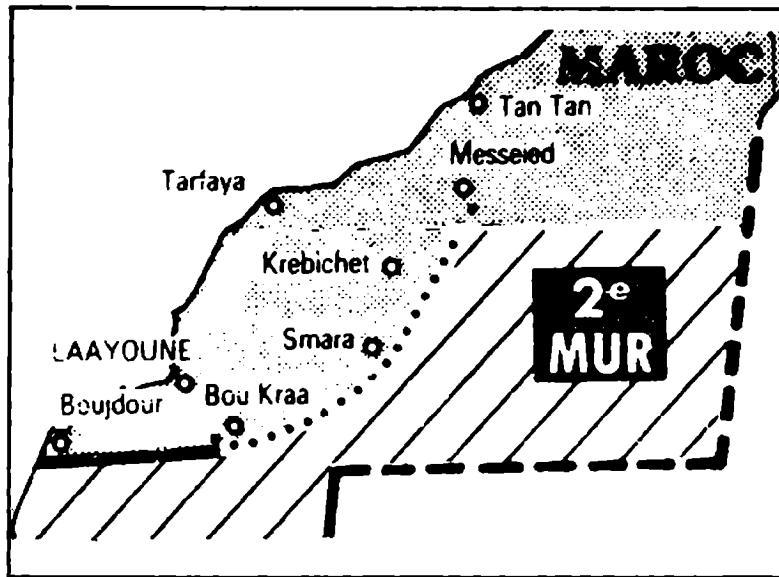 MAROC
Tan Tan
Messeied
Tarfaya
Krebichet
2e
MUR
Smara
LAAYOUNE
Bou Kraa
Boujdour